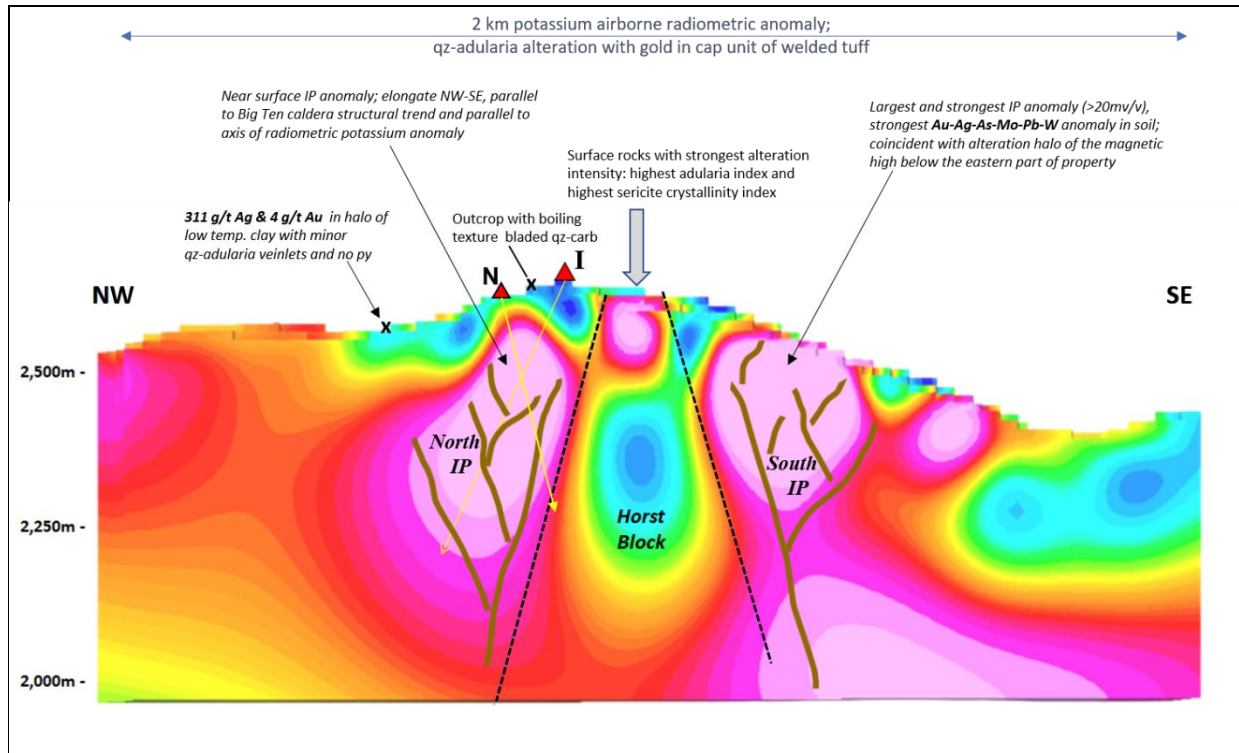 2 km potassium airborne radiometric anomaly;
qz-adularia alteration with gold in cap unit of welded tuff
Near surface IP anomaly; elongate NW-SE, parallel
to Big Ten caldera structural trend and parallel to
axis of radiometric potassium anomaly
Largest and strongest IP anomaly (>20mv/v),
strongest Au-Ag-As-Mo-Pb-W anomaly in soil;
coincident with alteration halo of the magnetic
high below the eastern part of property
Surface rocks with strongest alteration
intensity: highest adularia index and
highest sericite crystallinity index
311 g/t Ag & 4 g/t Au in halo of
low temp. clay with minor
qz-adularia veinlets and no py
Outcrop with boiling
texture bladed qz-carb
N
I
X
X
NW
SE
2,500m -
2,250m -
2,000m -
North
IP
South
IP
Horst
Block